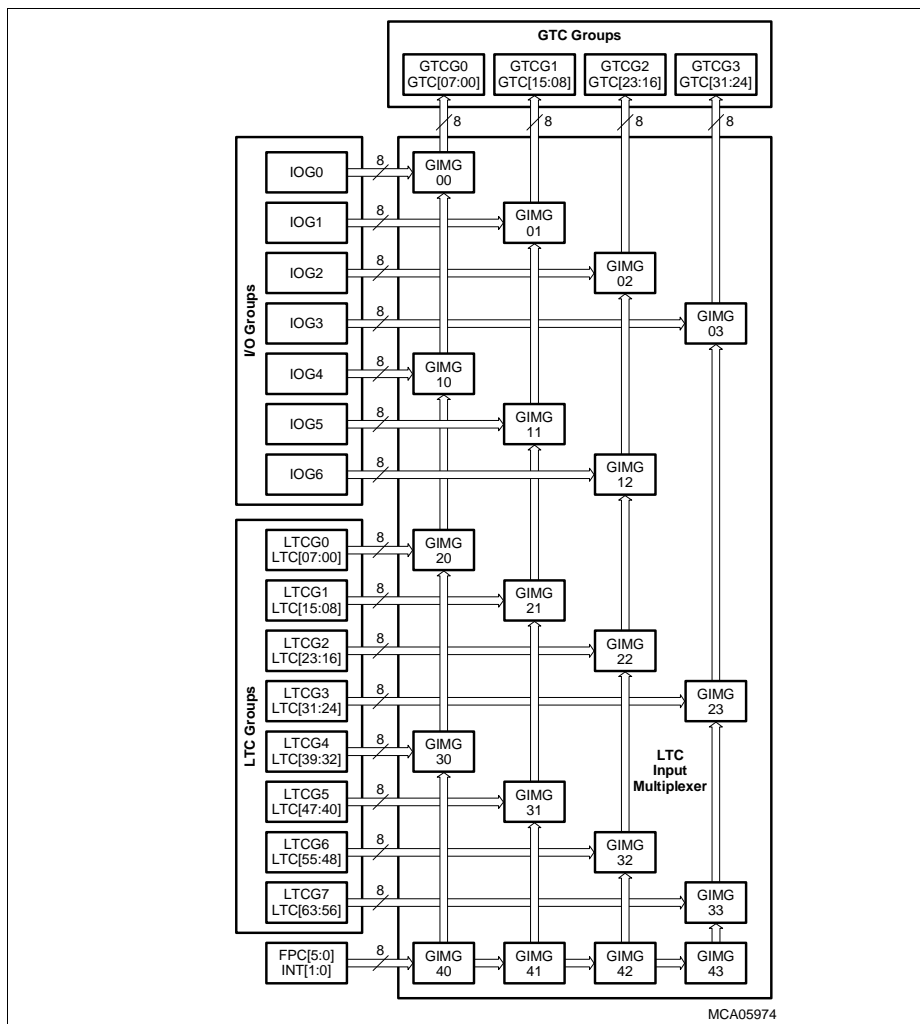 GTC Groups
GTCG0 GTCG1 GTCG2 GTCG3
GTC[07:00] GTC[15:08] GTC[23:16] GTC[31:24]
8 8 8 8
I/O Groups
IOG0 8 GIMG
00
IOG1 8 GIMG
01
IOG2 8 GIMG
02
IOG3 8 GIMG
03
IOG4 8 GIMG
10
IOG5 8 GIMG
11
IOG6 8 GIMG
12
LTC Groups
LTCG0 8 GIMG
LTC[07:00] 20
LTCG1 8 GIMG
LTC[15:08] 21
LTCG2 8 GIMG
LTC[23:16] 22
LTCG3 8 GIMG
LTC[31:24] 23
LTCG4 8 GIMG
LTC[39:32] 30
LTC
Input
Multiplexer
LTCG5 8 GIMG
LTC[47:40] 31
LTCG6 8 GIMG
LTC[55:48] 32
LTCG7 8 GIMG
LTC[63:56] 33
FPC[5:0] 8 GIMG GIMG GIMG GIMG
INT[1:0] 40 41 42 43
MCA05974